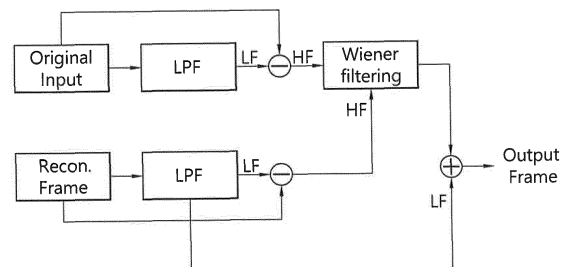 Original
Input
LPF
LF
HF
Wiener
filtering
HF
Recon.
Frame
LPF
LF
Output
Frame
LF